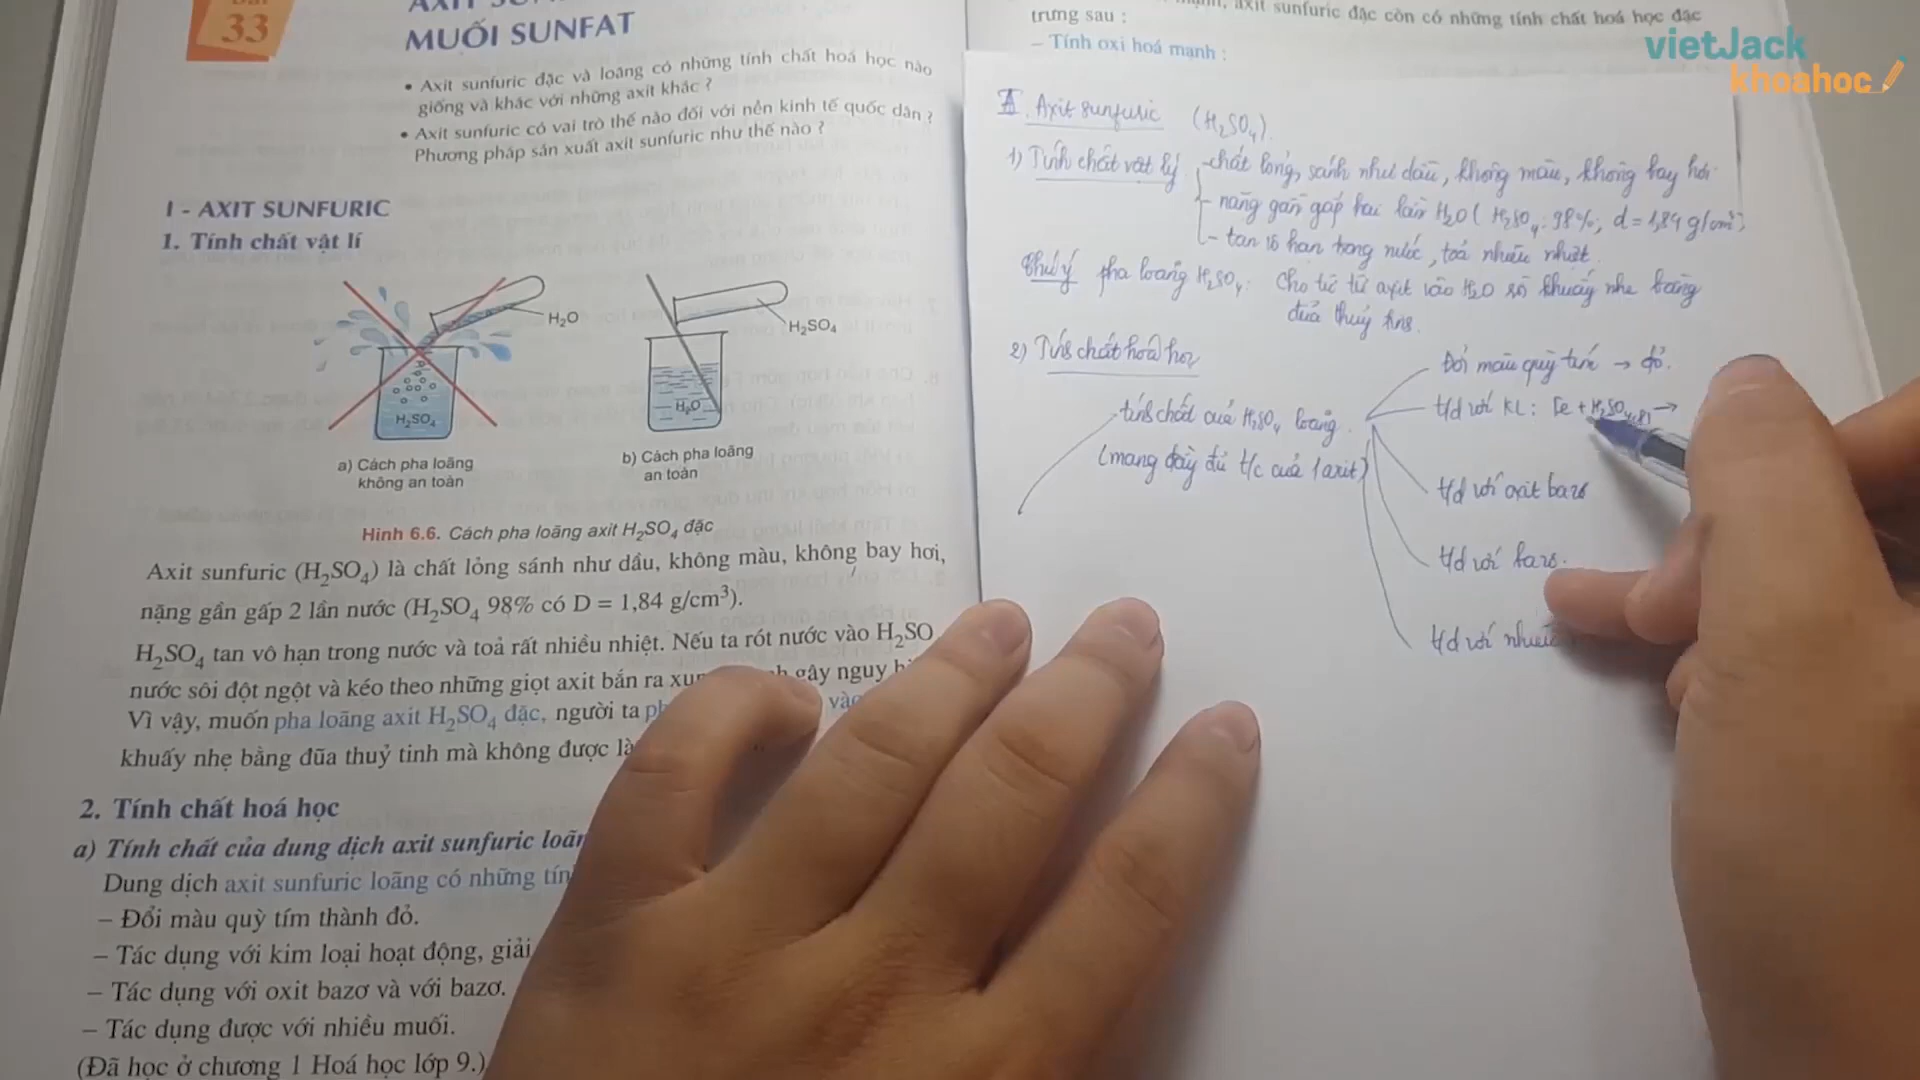 33
MUỐI SUNFAT
• Axit sunfuric đặc và loãng có những tính chất hoá học nào
giống và khác với những axit khác ?
• Axit sunfuric có vai trò thế nào đối với nền kinh tế quốc dân ?
Phương pháp sản xuất axit sunfuric như thế nào ?
I - AXIT SUNFURIC
1. Tính chất vật lí
H₂O
H₂SO₄
H₂SO₄
H₂O
a) Cách pha loãng
không an toàn
b) Cách pha loãng
an toàn
Hình 6.6. Cách pha loãng axit H₂SO₄ đặc
Axit sunfuric (H₂SO₄) là chất lỏng sánh như dầu, không màu, không bay hơi,
nặng gần gấp 2 lần nước (H₂SO₄ 98% có D = 1,84 g/cm³).
H₂SO₄ tan vô hạn trong nước và toả rất nhiều nhiệt. Nếu ta rót nước vào H₂SO
nước sôi đột ngột và kéo theo những giọt axit bắn ra gây nguy
Vì vậy, muốn pha loãng axit H₂SO₄ đặc, người ta
khuấy nhẹ bằng đũa thuỷ tinh mà không được
2. Tính chất hoá học
a) Tính chất của dung dịch axit sunfuric
Dung dịch axit sunfuric loãng có những
– Đổi màu quỳ tím thành đỏ.
– Tác dụng với kim loại hoạt động, giải
– Tác dụng với oxit bazơ và với bazơ.
– Tác dụng được với nhiều muối.
(Đã học ở chương 1 Hoá học lớp 9.)
axit sunfuric đặc còn có những tính chất hoá học đặc
trưng sau :
– Tính oxi hoá mạnh :
vietJack
khoahoc
Axit sunfuric (H₂SO₄).
1) Tính chất vật lý
- chất lỏng, sánh như dầu, không màu, không bay hơi
- nặng gần gấp hai lần H₂O ( H₂SO₄: 98%; d = 1,84 g/cm³)
- tan vô hạn trong nước, toả nhiều nhiệt.
Chú ý pha loãng H₂SO₄: Cho từ từ axit vào H₂O khuấy nhẹ bằng
đũa thuỷ
2) Tính chất hoá học
tính chất của H₂SO₄ loãng.
(mang đầy đủ t/c của 1 axit)
Đổi màu quỳ tím → đỏ.
t/d với KL: Fe + H₂SO₄ →
t/d với oxit bazơ
t/d với bazơ.
t/d với